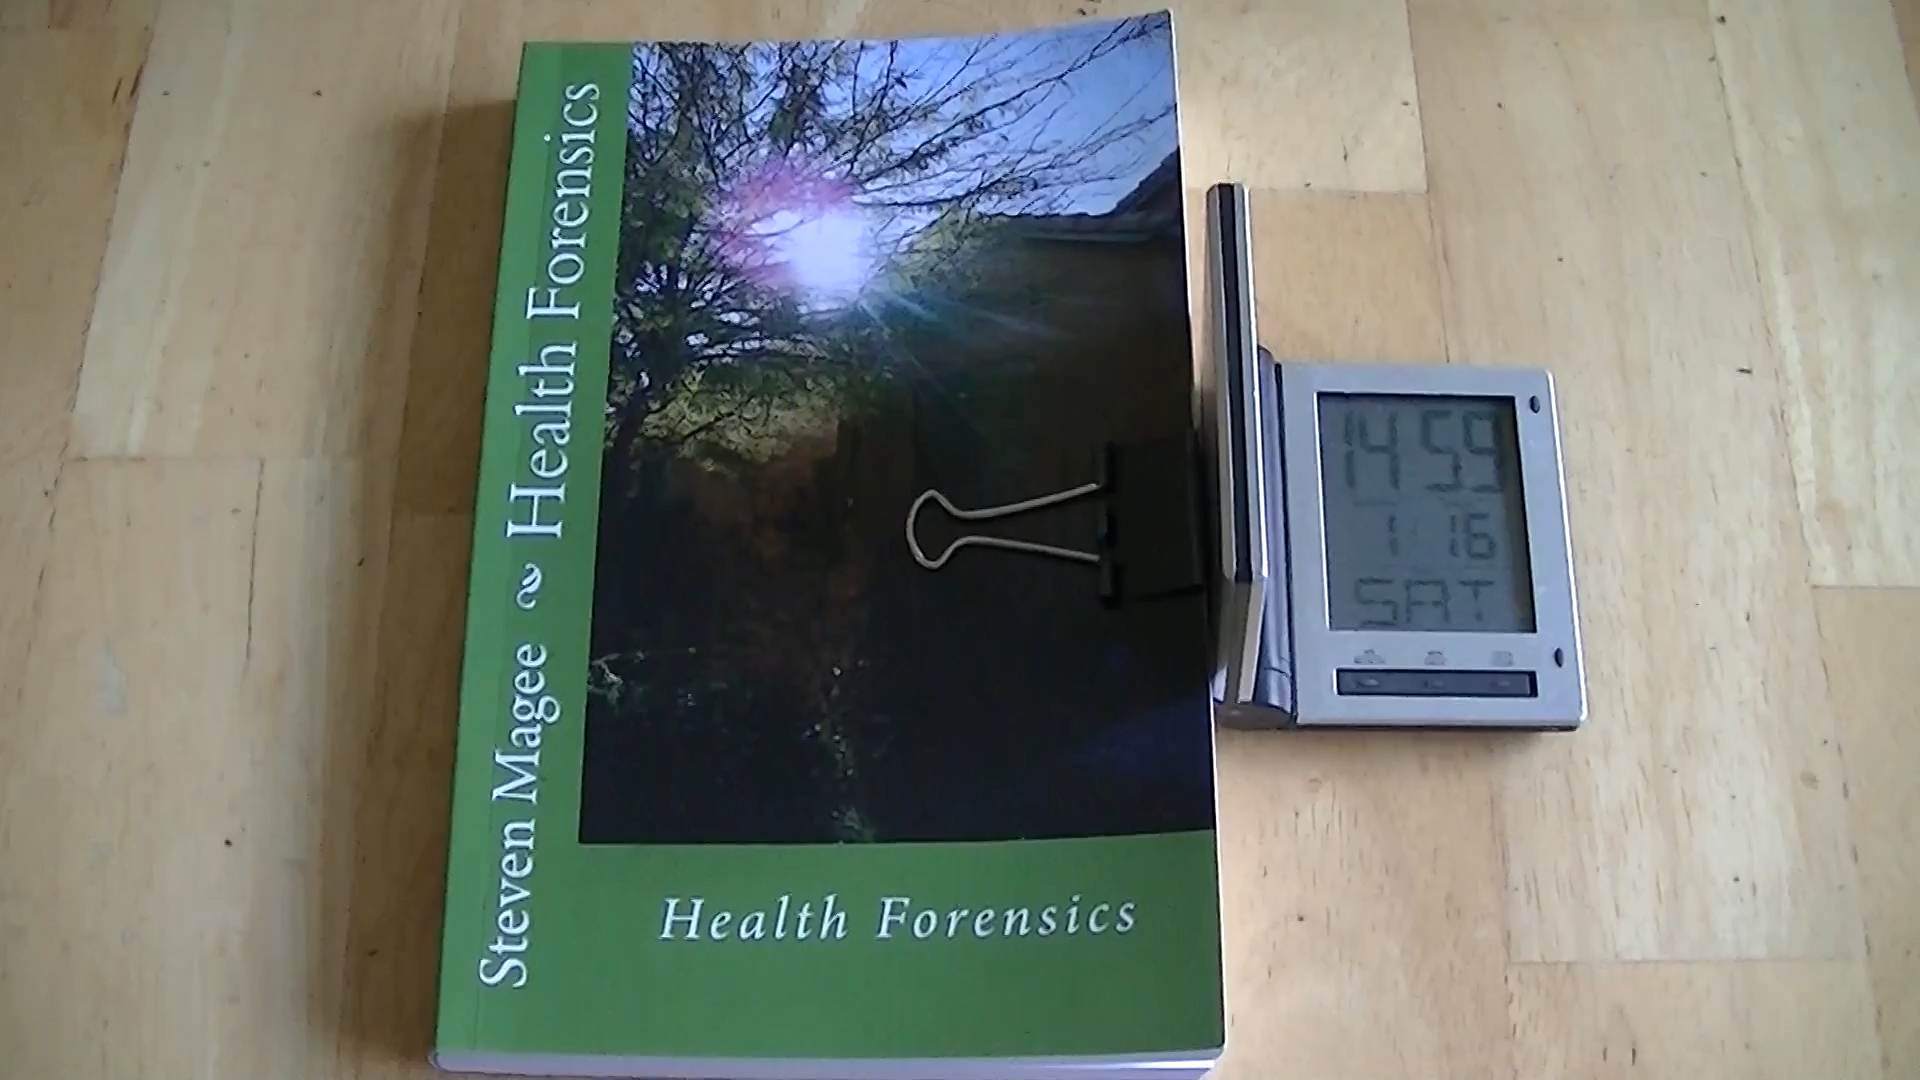 Steven Magee ~ Health Forensics
Health Forensics
14 59
1 16
SAT